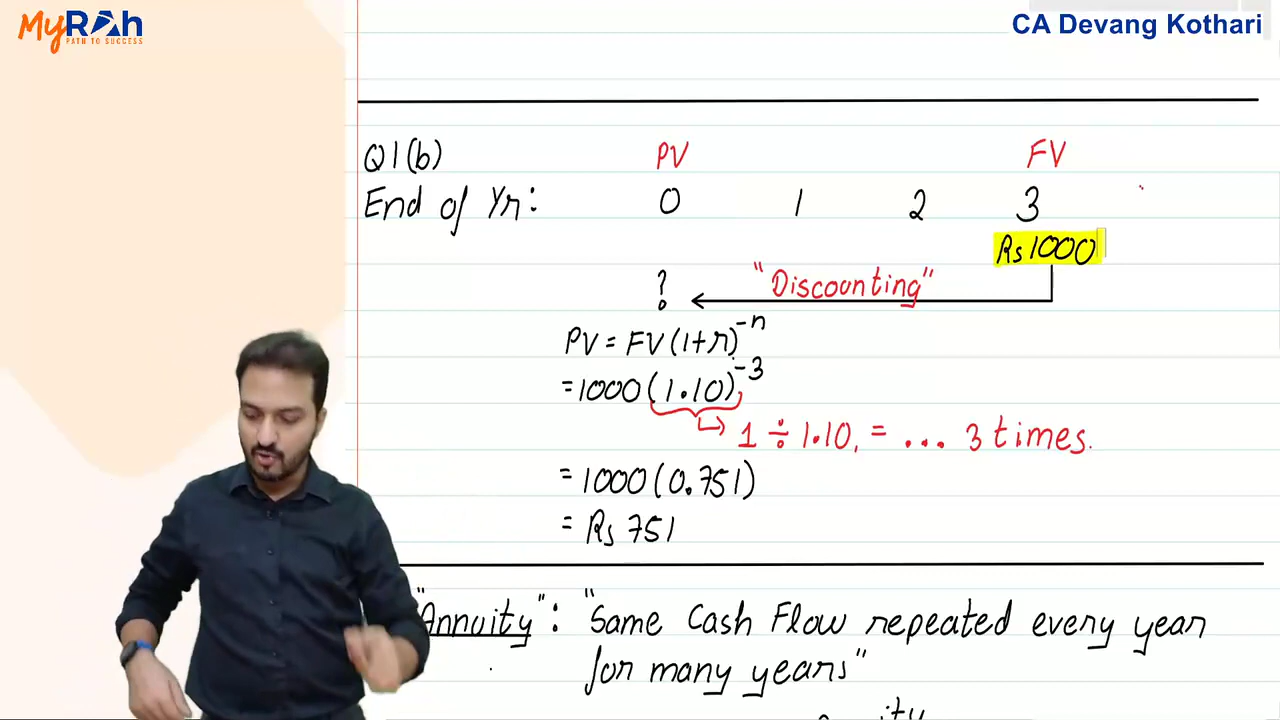 MyRAh
PATH TO SUCCESS
CA Devang Kothari
Q1(b) PV FV
End of Yr: 0 1 2 3
Rs 1000
? "Discounting"
PV = FV(1+r)^-n
= 1000(1.10)^-3
↳ 1 ÷ 1.10, = ... 3 times.
= 1000(0.751)
= Rs 751
"Annuity": "Same Cash Flow repeated every year
for many years"